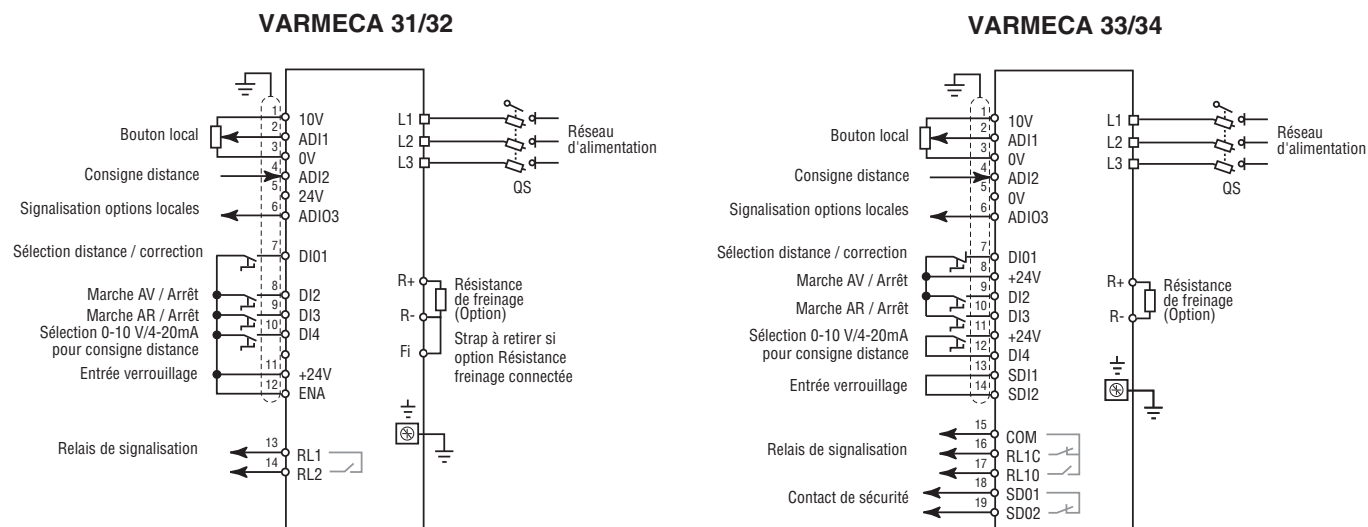 VARMECA 31/32
1
10V
L1
Bouton local
2
ADI1
L2
Réseau
d'alimentation
3
0V
L3
Consigne distance
4
ADI2
QS
5
24V
Signalisation options locales
6
ADIO3
Sélection distance / correction
7
DI01
R+
Résistance
de freinage
(Option)
Marche AV / Arrêt
8
DI2
Marche AR / Arrêt
9
DI3
R-
Sélection 0-10 V/4-20mA
pour consigne distance
10
DI4
Fi
Strap à retirer si
option Résistance
freinage connectée
Entrée verrouillage
11
+24V
12
ENA
Relais de signalisation
13
RL1
14
RL2
VARMECA 33/34
1
10V
L1
Bouton local
2
ADI1
L2
Réseau
d'alimentation
3
0V
L3
Consigne distance
4
ADI2
QS
5
0V
Signalisation options locales
6
ADIO3
Sélection distance / correction
7
DI01
8
+24V
R+
Résistance
de freinage
(Option)
Marche AV / Arrêt
9
DI2
Marche AR / Arrêt
10
DI3
R-
Sélection 0-10 V/4-20mA
pour consigne distance
11
+24V
12
DI4
Entrée verrouillage
13
SDI1
14
SDI2
15
COM
Relais de signalisation
16
RL1C
17
RL10
Contact de sécurité
18
SD01
19
SD02